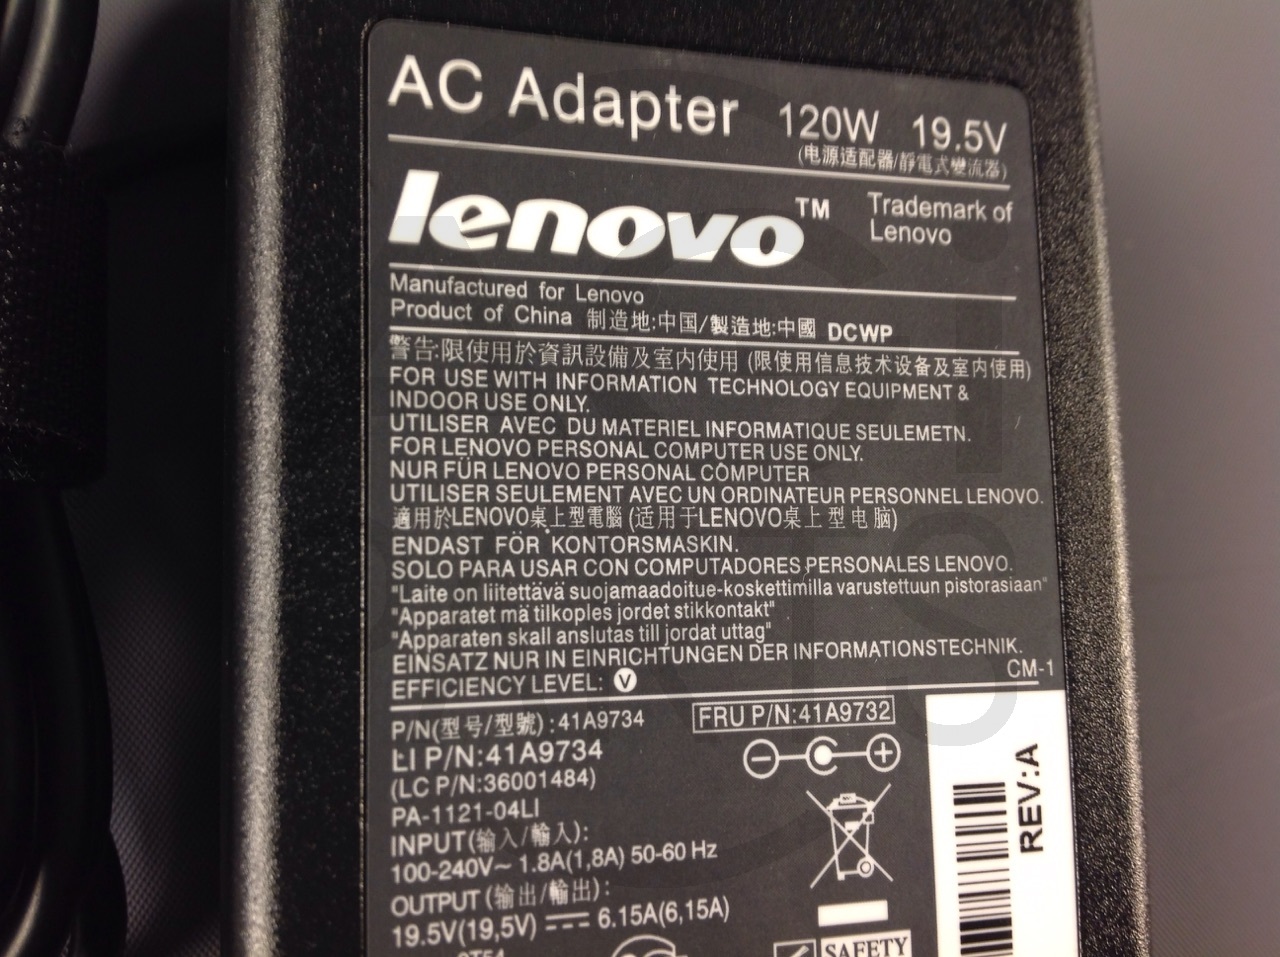 AC Adapter 120W 19.5V
(电源适配器/靜電式變流器)
lenovo™ Trademark of
Lenovo
Manufactured for Lenovo
Product of China 制造地:中国/製造地:中國 DCWP
警告:限使用於資訊設備及室内使用 (限使用信息技术设备及室内使用)
FOR USE WITH INFORMATION TECHNOLOGY EQUIPMENT &
INDOOR USE ONLY.
UTILISER AVEC DU MATERIEL INFORMATIQUE SEULEMETN.
FOR LENOVO PERSONAL COMPUTER USE ONLY.
NUR FÜR LENOVO PERSONAL COMPUTER
UTILISER SEULEMENT AVEC UN ORDINATEUR PERSONNEL LENOVO.
適用於LENOVO桌上型電腦 (适用于LENOVO桌上型电脑)
ENDAST FÖR KONTORSMASKIN.
SOLO PARA USAR CON COMPUTADORES PERSONALES LENOVO.
"Laite on liitettävä suojamaadoitue-koskettimilla varustettuun pistorasiaan"
"Apparatet mä tilkoples jordet stikkontakt"
"Apparaten skall anslutas till jordat uttag"
EINSATZ NUR IN EINRICHTUNGEN DER INFORMATIONSTECHNIK.
EFFICIENCY LEVEL: V CM-1
P/N(型号/型號):41A9734 FRU P/N:41A9732
LI P/N:41A9734
(LC P/N:36001484)
PA-1121-04LI
INPUT(输入/輸入):
100-240V~ 1.8A(1,8A) 50-60 Hz
OUTPUT (输出/輸出):
19.5V(19,5V) 6.15A(6,15A)
REV:A
SAFETY